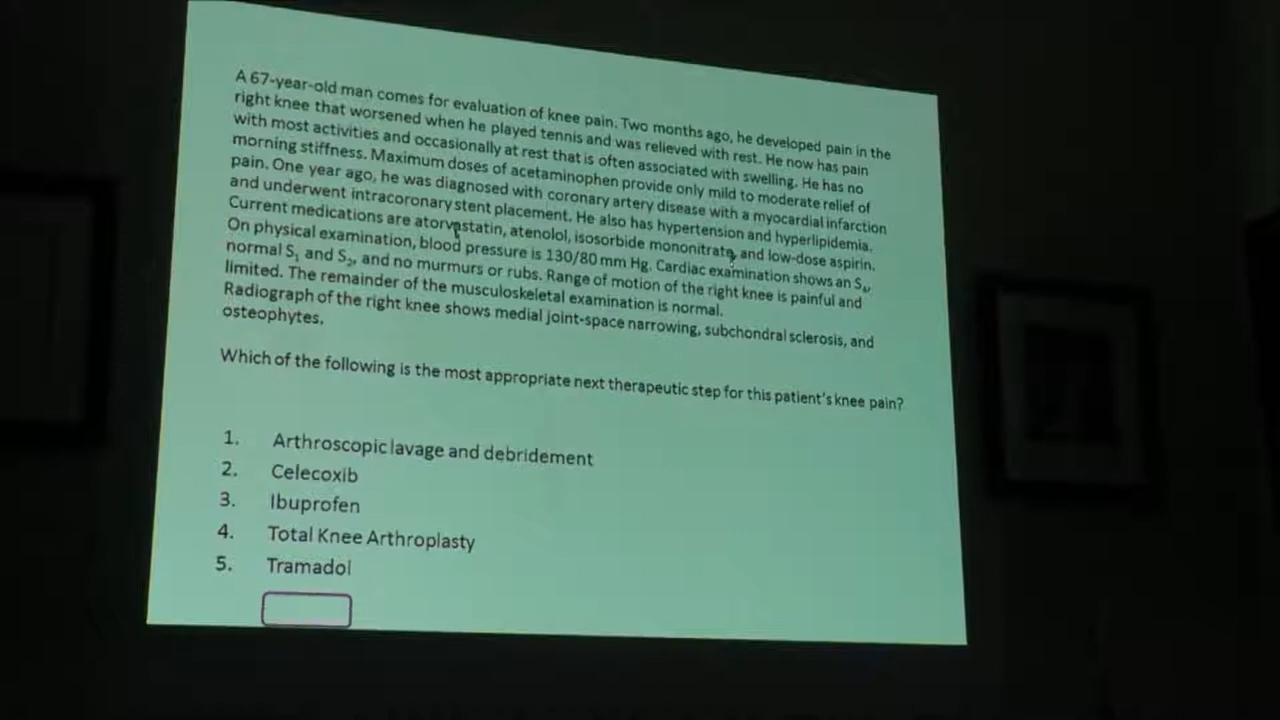 A 67-year-old man comes for evaluation of knee pain. Two months ago, he developed pain in the
right knee that worsened when he played tennis and was relieved with rest. He now has pain
with most activities and occasionally at rest that is often associated with swelling. He has no
morning stiffness. Maximum doses of acetaminophen provide only mild to moderate relief of
pain. One year ago, he was diagnosed with coronary artery disease with a myocardial infarction
and underwent intracoronary stent placement. He also has hypertension and hyperlipidemia.
Current medications are atorvastatin, atenolol, isosorbide mononitrate, and low-dose aspirin.
On physical examination, blood pressure is 130/80 mm Hg. Cardiac examination shows an S₄,
normal S₁ and S₂, and no murmurs or rubs. Range of motion of the right knee is painful and
limited. The remainder of the musculoskeletal examination is normal.
Radiograph of the right knee shows medial joint-space narrowing, subchondral sclerosis, and
osteophytes.
Which of the following is the most appropriate next therapeutic step for this patient's knee pain?
1. Arthroscopic lavage and debridement
2. Celecoxib
3. Ibuprofen
4. Total Knee Arthroplasty
5. Tramadol